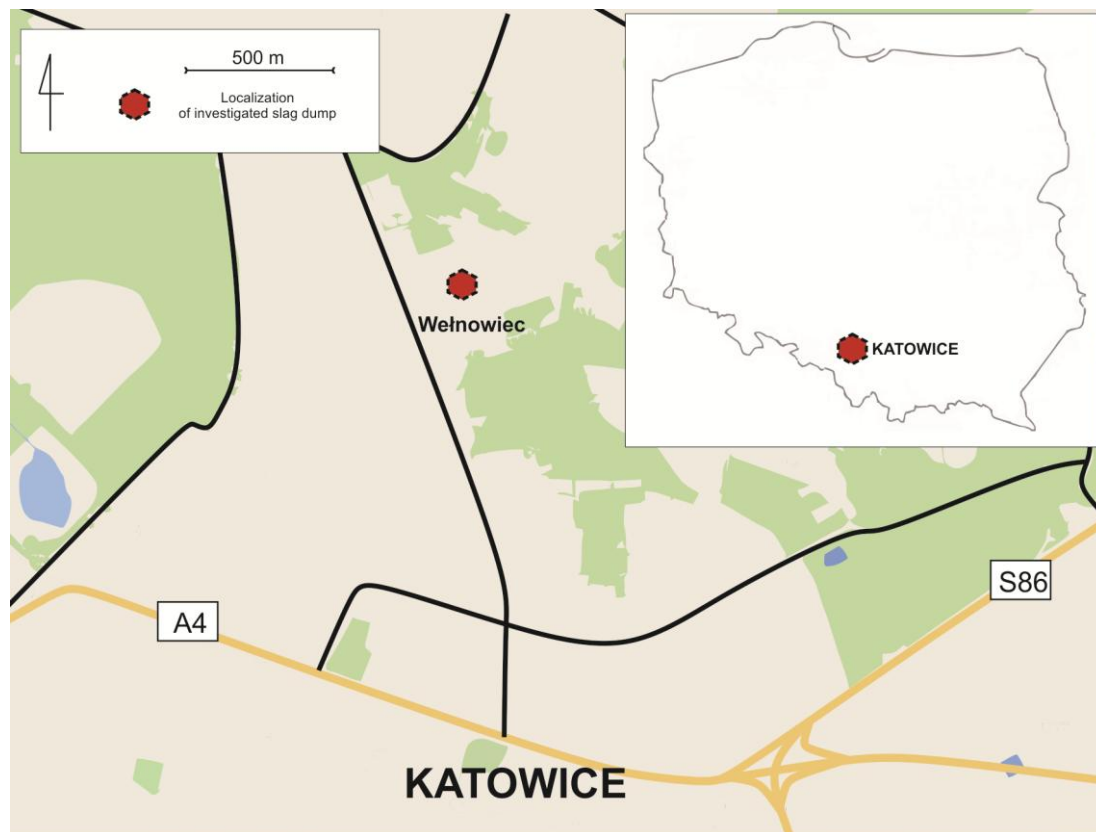 500 m
Localization
of investigated slag dump
KATOWICE
Wełnowiec
S86
A4
KATOWICE